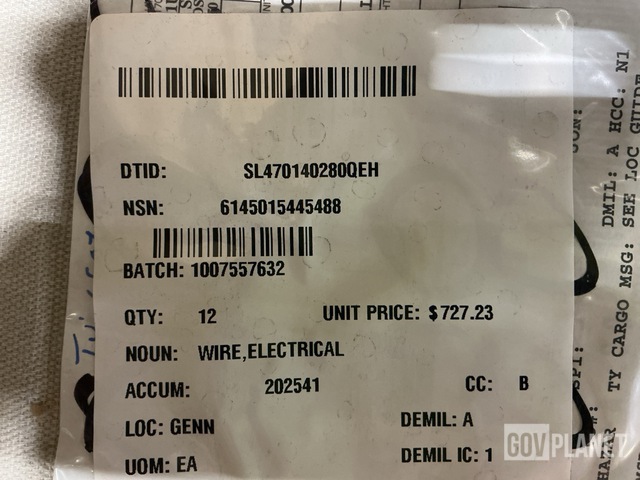 DTID: SL470140280QEH
NSN: 6145015445488
BATCH: 1007557632
QTY: 12 UNIT PRICE: $727.23
NOUN: WIRE,ELECTRICAL
ACCUM: 202541 CC: B
LOC: GENN DEMIL: A
UOM: EA DEMIL IC: 1
DMIL: A HCC: N1
TY CARGO MSG: SEE LOC GUIDE
GOVPLANET